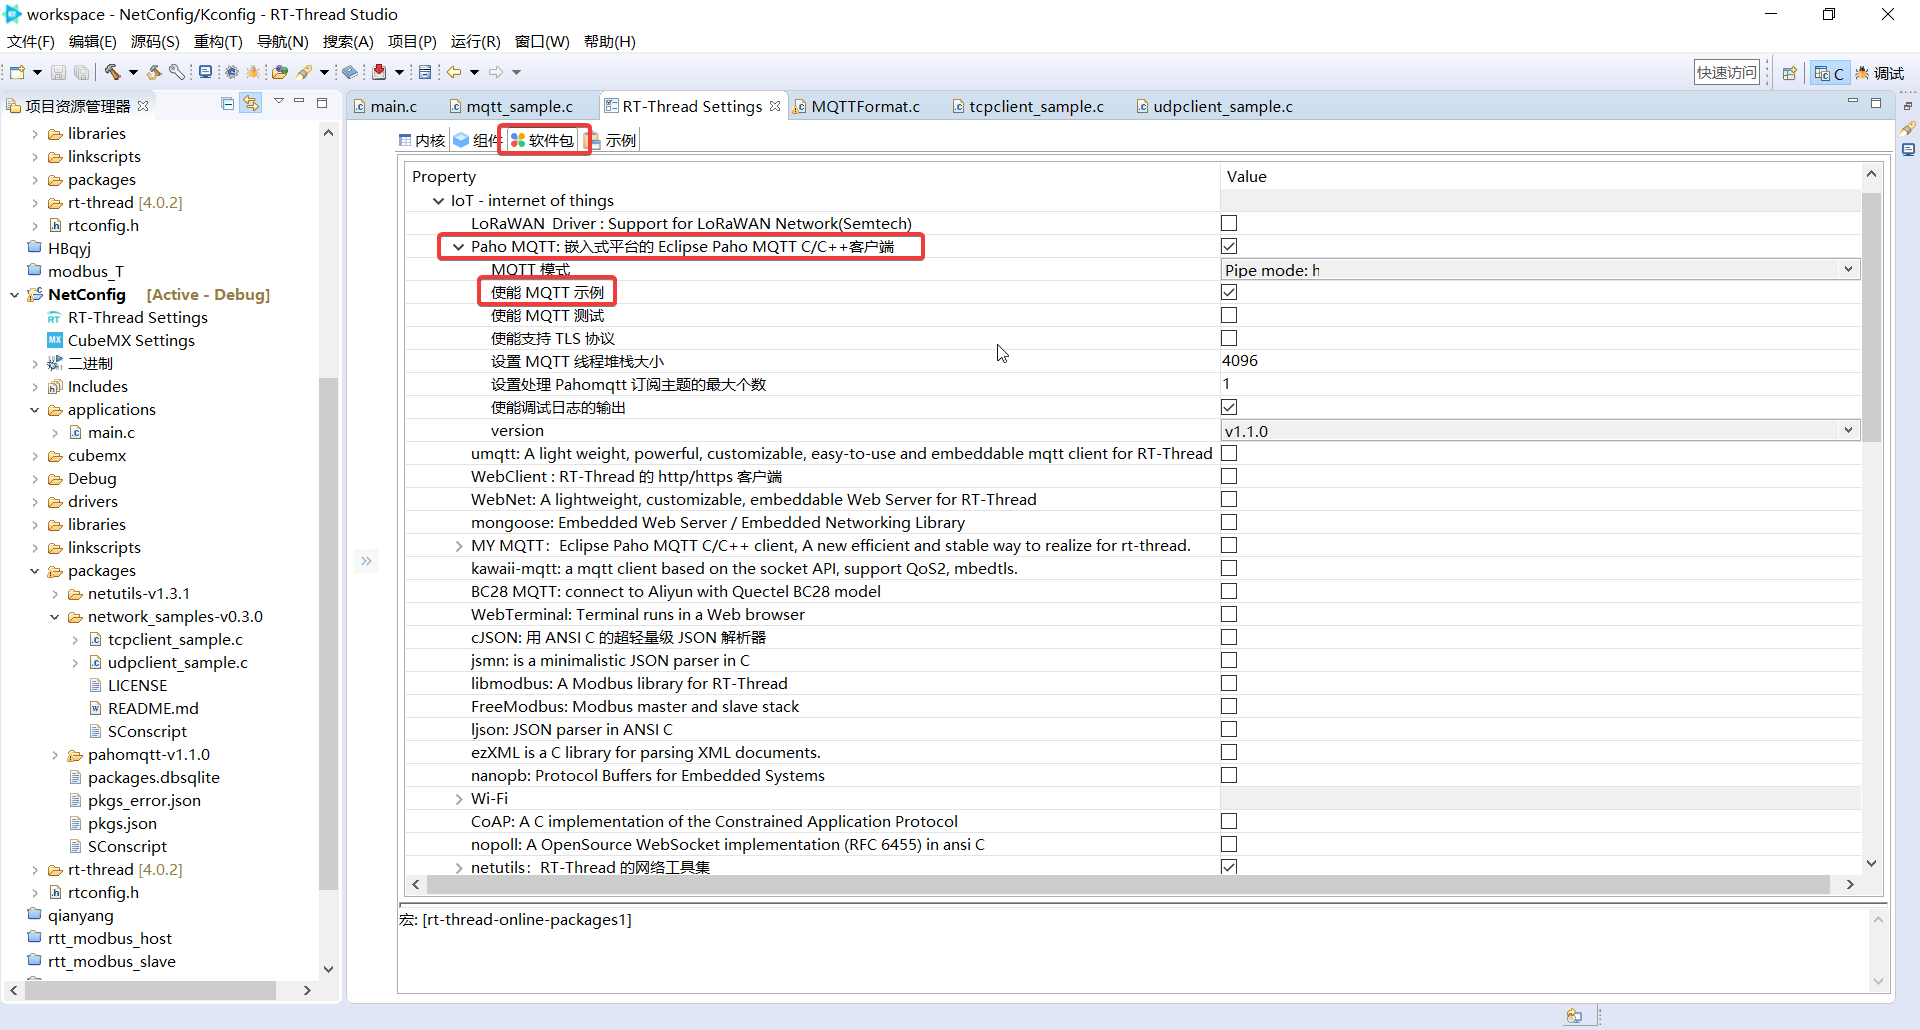 workspace - NetConfig/Kconfig - RT-Thread Studio
文件(F) 编辑(E) 源码(S) 重构(T) 导航(N) 搜索(A) 项目(P) 运行(R) 窗口(W) 帮助(H)
快速访问
C
调试
项目资源管理器
libraries
linkscripts
packages
rt-thread [4.0.2]
rtconfig.h
HBqyj
modbus_T
NetConfig [Active - Debug]
RT-Thread Settings
CubeMX Settings
二进制
Includes
applications
main.c
cubemx
Debug
drivers
libraries
linkscripts
packages
netutils-v1.3.1
network_samples-v0.3.0
tcpclient_sample.c
udpclient_sample.c
LICENSE
README.md
SConscript
pahomqtt-v1.1.0
packages.dbsqlite
pkgs_error.json
pkgs.json
SConscript
rt-thread [4.0.2]
rtconfig.h
qianyang
rtt_modbus_host
rtt_modbus_slave
main.c
mqtt_sample.c
RT-Thread Settings
MQTTFormat.c
tcpclient_sample.c
udpclient_sample.c
内核
组件
软件包
示例
Property Value
IoT - internet of things
LoRaWAN Driver : Support for LoRaWAN Network(Semtech)
Paho MQTT: 嵌入式平台的 Eclipse Paho MQTT C/C++客户端
MQTT 模式 Pipe mode: h
使能 MQTT 示例
使能 MQTT 测试
使能支持 TLS 协议
设置 MQTT 线程堆栈大小 4096
设置处理 Pahomqtt 订阅主题的最大个数 1
使能调试日志的输出
version v1.1.0
umqtt: A light weight, powerful, customizable, easy-to-use and embeddable mqtt client for RT-Thread
WebClient : RT-Thread 的 http/https 客户端
WebNet: A lightweight, customizable, embeddable Web Server for RT-Thread
mongoose: Embedded Web Server / Embedded Networking Library
MY MQTT：Eclipse Paho MQTT C/C++ client, A new efficient and stable way to realize for rt-thread.
kawaii-mqtt: a mqtt client based on the socket API, support QoS2, mbedtls.
BC28 MQTT: connect to Aliyun with Quectel BC28 model
WebTerminal: Terminal runs in a Web browser
cJSON: 用 ANSI C 的超轻量级 JSON 解析器
jsmn: is a minimalistic JSON parser in C
libmodbus: A Modbus library for RT-Thread
FreeModbus: Modbus master and slave stack
ljson: JSON parser in ANSI C
ezXML is a C library for parsing XML documents.
nanopb: Protocol Buffers for Embedded Systems
Wi-Fi
CoAP: A C implementation of the Constrained Application Protocol
nopoll: A OpenSource WebSocket implementation (RFC 6455) in ansi C
netutils：RT-Thread 的网络工具集
宏: [rt-thread-online-packages1]